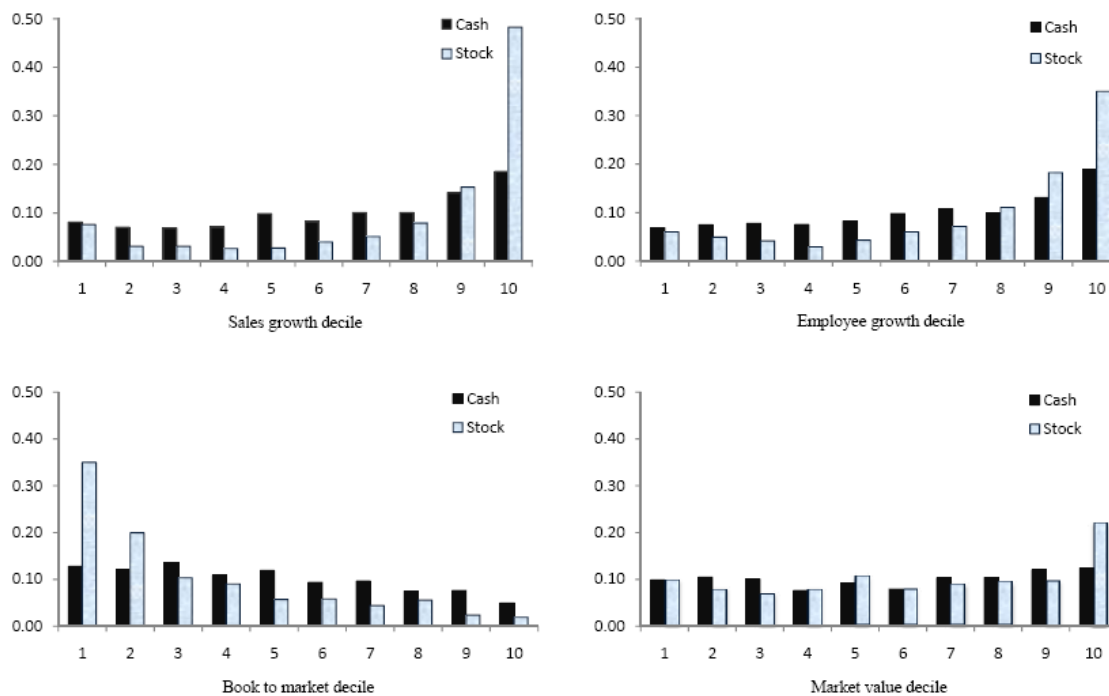 0.50
0.40
0.30
0.20
0.10
0.00
Cash
Stock
1 2 3 4 5 6 7 8 9 10
Sales growth decile
0.50
0.40
0.30
0.20
0.10
0.00
Cash
Stock
1 2 3 4 5 6 7 8 9 10
Employee growth decile
0.50
0.40
0.30
0.20
0.10
0.00
Cash
Stock
1 2 3 4 5 6 7 8 9 10
Book to market decile
0.50
0.40
0.30
0.20
0.10
0.00
Cash
Stock
1 2 3 4 5 6 7 8 9 10
Market value decile